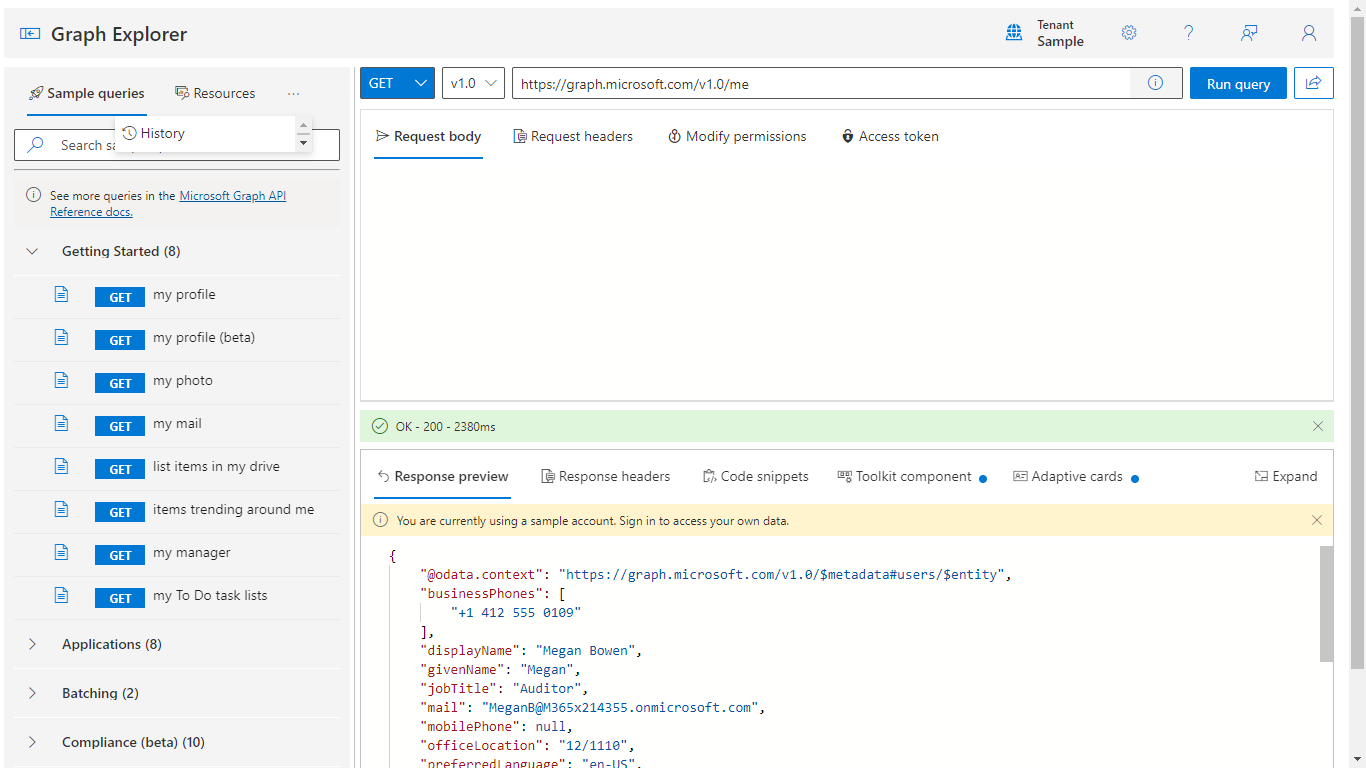 Graph Explorer
Tenant
Sample
Sample queries
Resources
...
History
Search sa
See more queries in the Microsoft Graph API
Reference docs.
Getting Started (8)
GET my profile
GET my profile (beta)
GET my photo
GET my mail
GET list items in my drive
GET items trending around me
GET my manager
GET my To Do task lists
Applications (8)
Batching (2)
Compliance (beta) (10)
GET
v1.0
https://graph.microsoft.com/v1.0/me
Run query
Request body
Request headers
Modify permissions
Access token
OK - 200 - 2380ms
Response preview
Response headers
Code snippets
Toolkit component
Adaptive cards
Expand
You are currently using a sample account. Sign in to access your own data.
{
"@odata.context": "https://graph.microsoft.com/v1.0/$metadata#users/$entity",
"businessPhones": [
"+1 412 555 0109"
],
"displayName": "Megan Bowen",
"givenName": "Megan",
"jobTitle": "Auditor",
"mail": "MeganB@M365x214355.onmicrosoft.com",
"mobilePhone": null,
"officeLocation": "12/1110",
"preferredLanguage": "en-US",